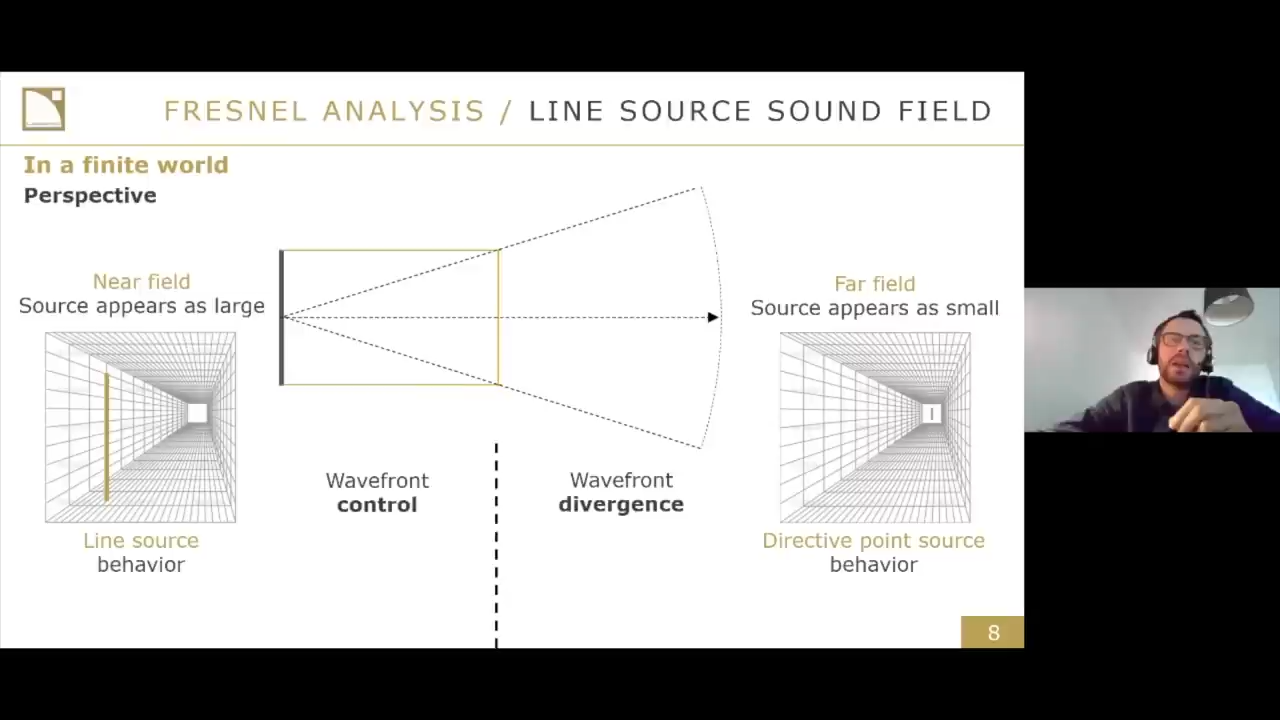 FRESNEL ANALYSIS / LINE SOURCE SOUND FIELD
In a finite world
Perspective
Near field
Source appears as large
Line source
behavior
Wavefront
control
Wavefront
divergence
Far field
Source appears as small
Directive point source
behavior
8